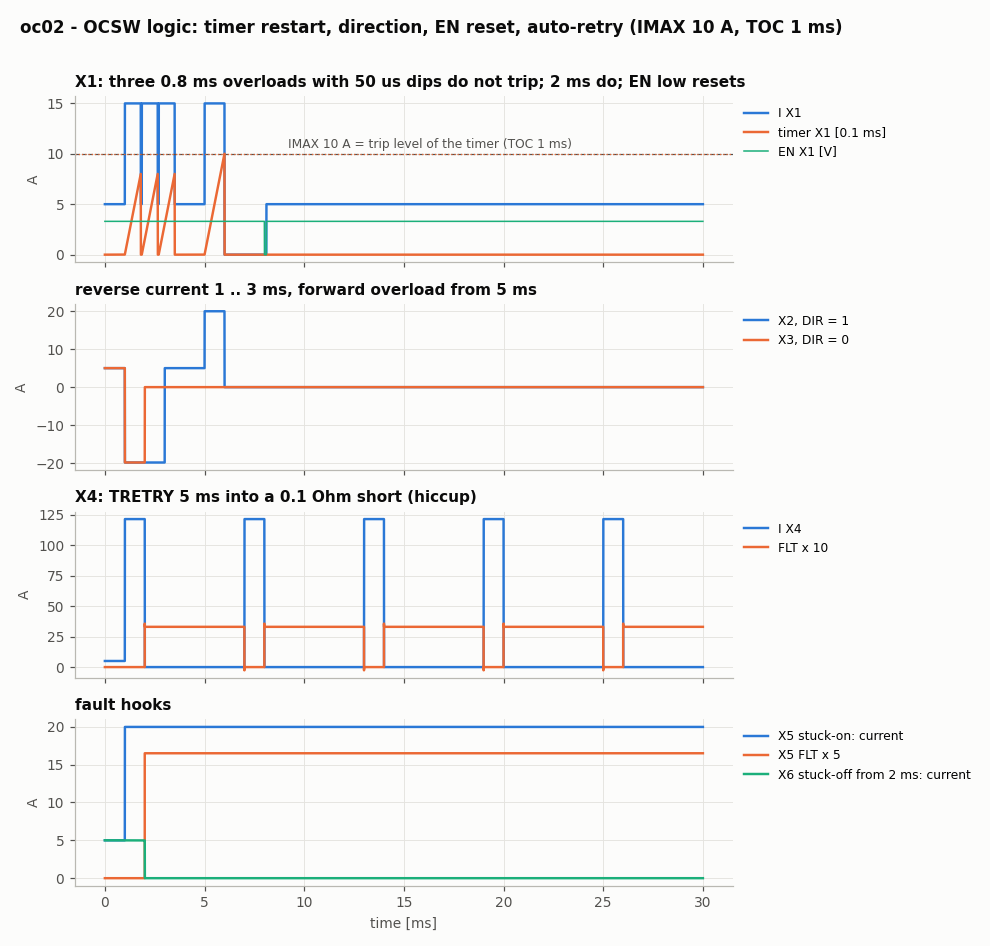 oc02 - OCSW logic: timer restart, direction, EN reset, auto-retry (IMAX 10 A, TOC 1 ms)
X1: three 0.8 ms overloads with 50 us dips do not trip; 2 ms do; EN low resets
15
10
5
0
A
IMAX 10 A = trip level of the timer (TOC 1 ms)
I X1
timer X1 [0.1 ms]
EN X1 [V]
reverse current 1 .. 3 ms, forward overload from 5 ms
20
10
0
−10
−20
A
X2, DIR = 1
X3, DIR = 0
X4: TRETRY 5 ms into a 0.1 Ohm short (hiccup)
125
100
75
50
25
0
A
I X4
FLT x 10
fault hooks
20
15
10
5
0
A
X5 stuck-on: current
X5 FLT x 5
X6 stuck-off from 2 ms: current
0 5 10 15 20 25 30
time [ms]